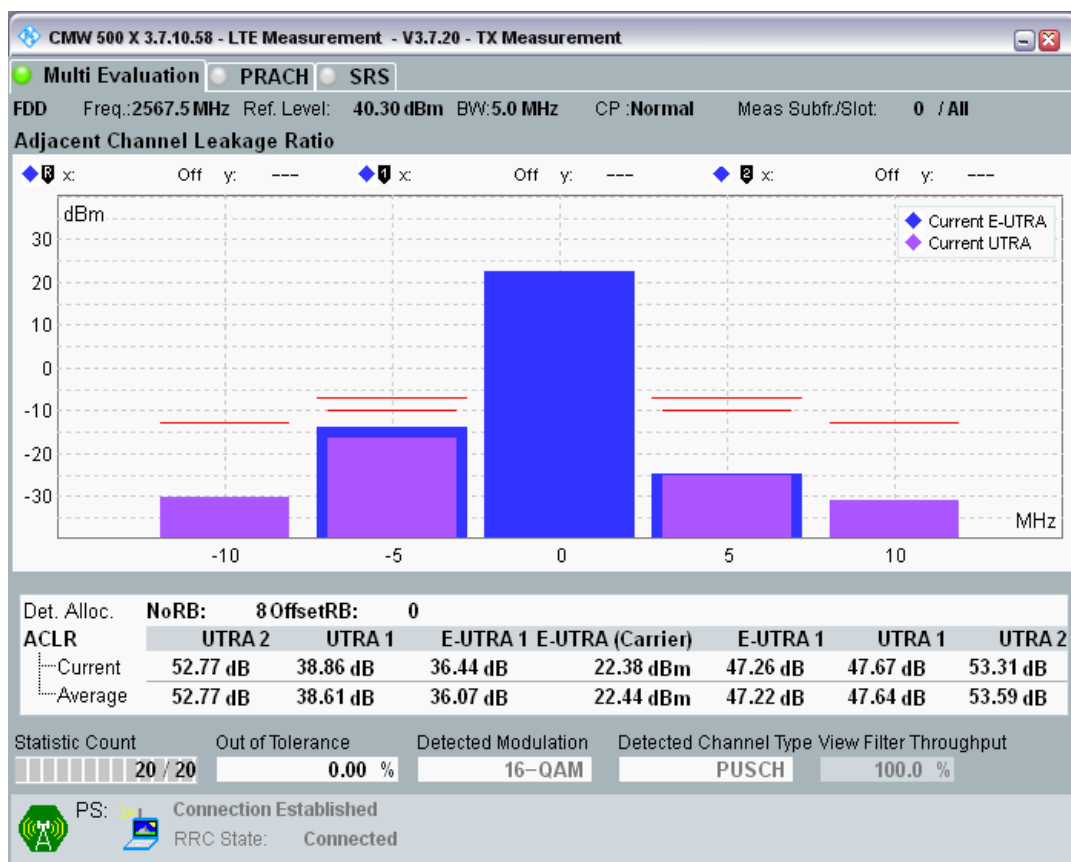 CMW 500 X 3.7.10.58 - LTE Measurement - V3.7.20 - TX Measurement
Multi Evaluation PRACH SRS
FDD Freq.:2567.5 MHz Ref. Level: 40.30 dBm BW:5.0 MHz CP :Normal Meas Subfr./Slot: 0 / All
Adjacent Channel Leakage Ratio
R x: Off y: --- 1 x: Off y: --- 2 x: Off y: ---
dBm
Current E-UTRA
Current UTRA
30
20
10
0
-10
-20
-30
MHz
-10 -5 0 5 10
Det. Alloc. NoRB: 8 OffsetRB: 0
ACLR UTRA 2 UTRA 1 E-UTRA 1 E-UTRA (Carrier) E-UTRA 1 UTRA 1 UTRA 2
Current 52.77 dB 38.86 dB 36.44 dB 22.38 dBm 47.26 dB 47.67 dB 53.31 dB
Average 52.77 dB 38.61 dB 36.07 dB 22.44 dBm 47.22 dB 47.64 dB 53.59 dB
Statistic Count Out of Tolerance Detected Modulation Detected Channel Type View Filter Throughput
20 / 20 0.00 % 16-QAM PUSCH 100.0 %
PS: Connection Established
RRC State: Connected